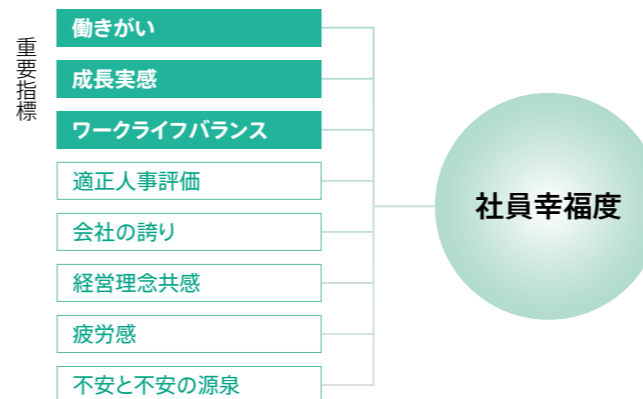 重要指標
働きがい
成長実感
ワークライフバランス
適正人事評価
会社の誇り
経営理念共感
疲労感
不安と不安の源泉
社員幸福度